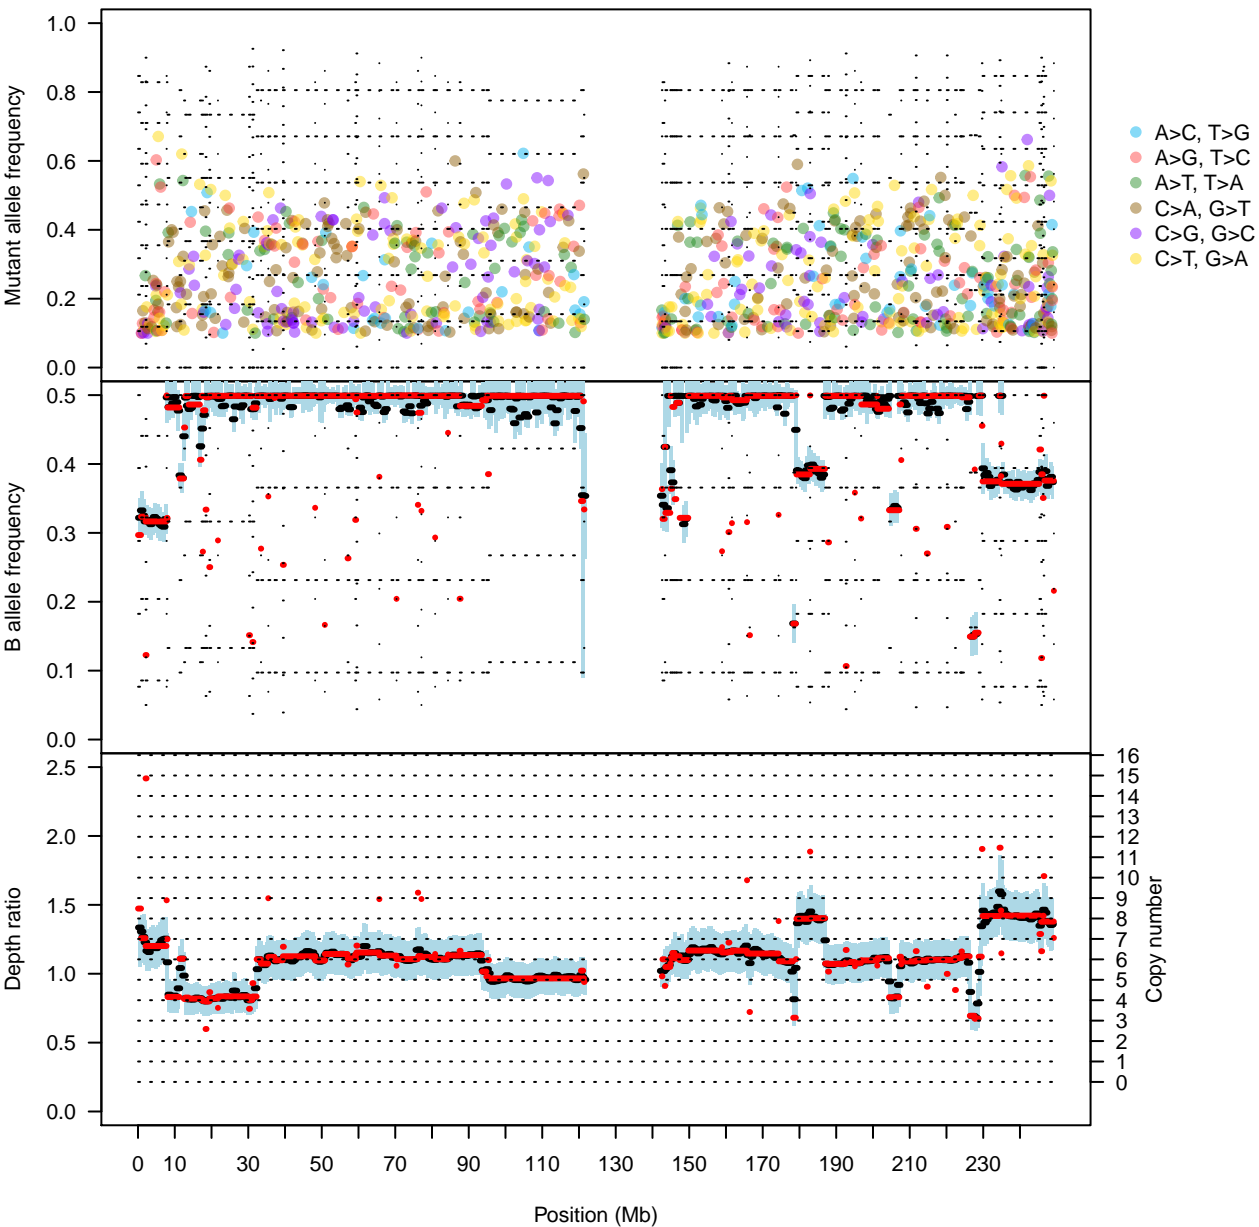 Mutant allele frequency
1.0
0.8
0.6
0.4
0.2
0.0
A>C, T>G
A>G, T>C
A>T, T>A
C>A, G>T
C>G, G>C
C>T, G>A
B allele frequency
0.5
0.4
0.3
0.2
0.1
0.0
Depth ratio
2.5
2.0
1.5
1.0
0.5
0.0
16
15
14
13
12
11
10
9
8
7
6
5
4
3
2
1
0
Copy number
0 10 30 50 70 90 110 130 150 170 190 210 230
Position (Mb)